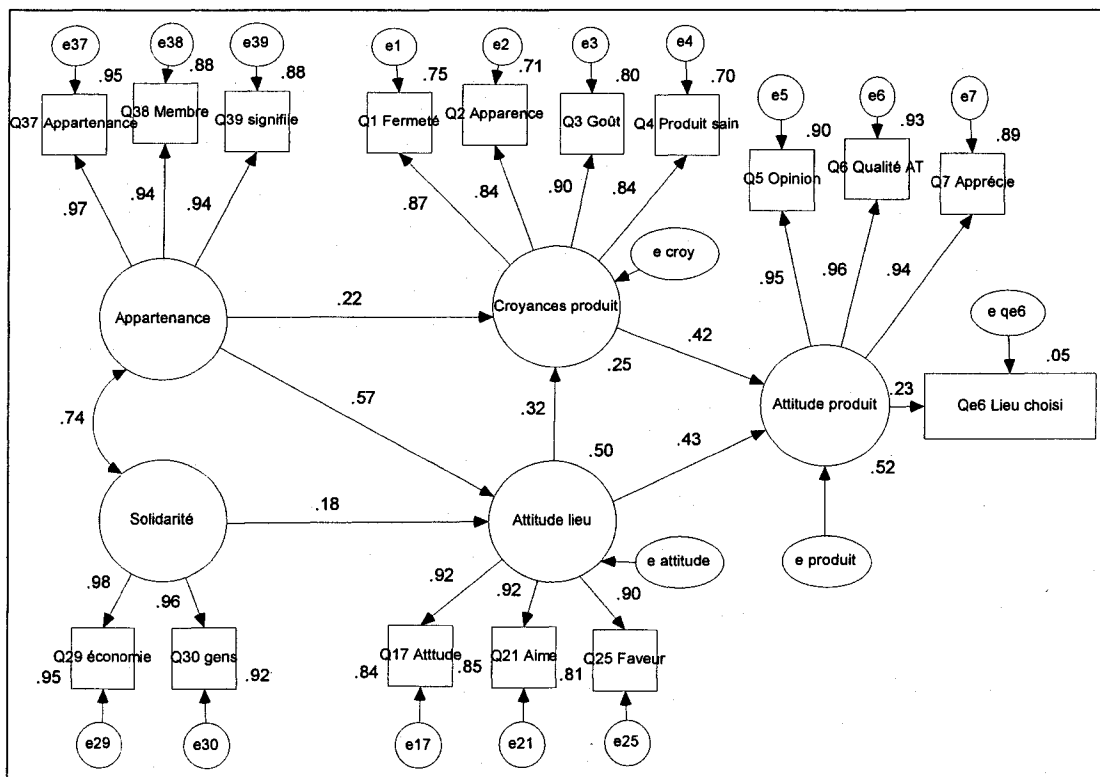 e37
e38
e39
.95
.88
.88
Q37 Appartenance
Q38 Membre
Q39 signifie
.97
.94
.94
e1
e2
e3
e4
.75
.71
.80
.70
Q1 Fermeté
Q2 Apparence
Q3 Goût
Q4 Produit sain
.87
.84
.90
.84
e5
e6
e7
.90
.93
.89
Q5 Opinion
Q6 Qualité AT
Q7 Apprécie
.95
.96
.94
e croy
Appartenance
.22
Croyances produit
.25
.42
e qe6
.05
.74
.57
.32
.50
.43
Attitude produit
.23
Qe6 Lieu choisi
.52
Solidarité
.18
Attitude lieu
e attitude
e produit
.98
.96
.92
.92
.90
Q29 économie
.95
Q30 gens
.92
Q17 Atttude
.84
.85
Q21 Aime
.81
Q25 Faveur
e29
e30
e17
e21
e25